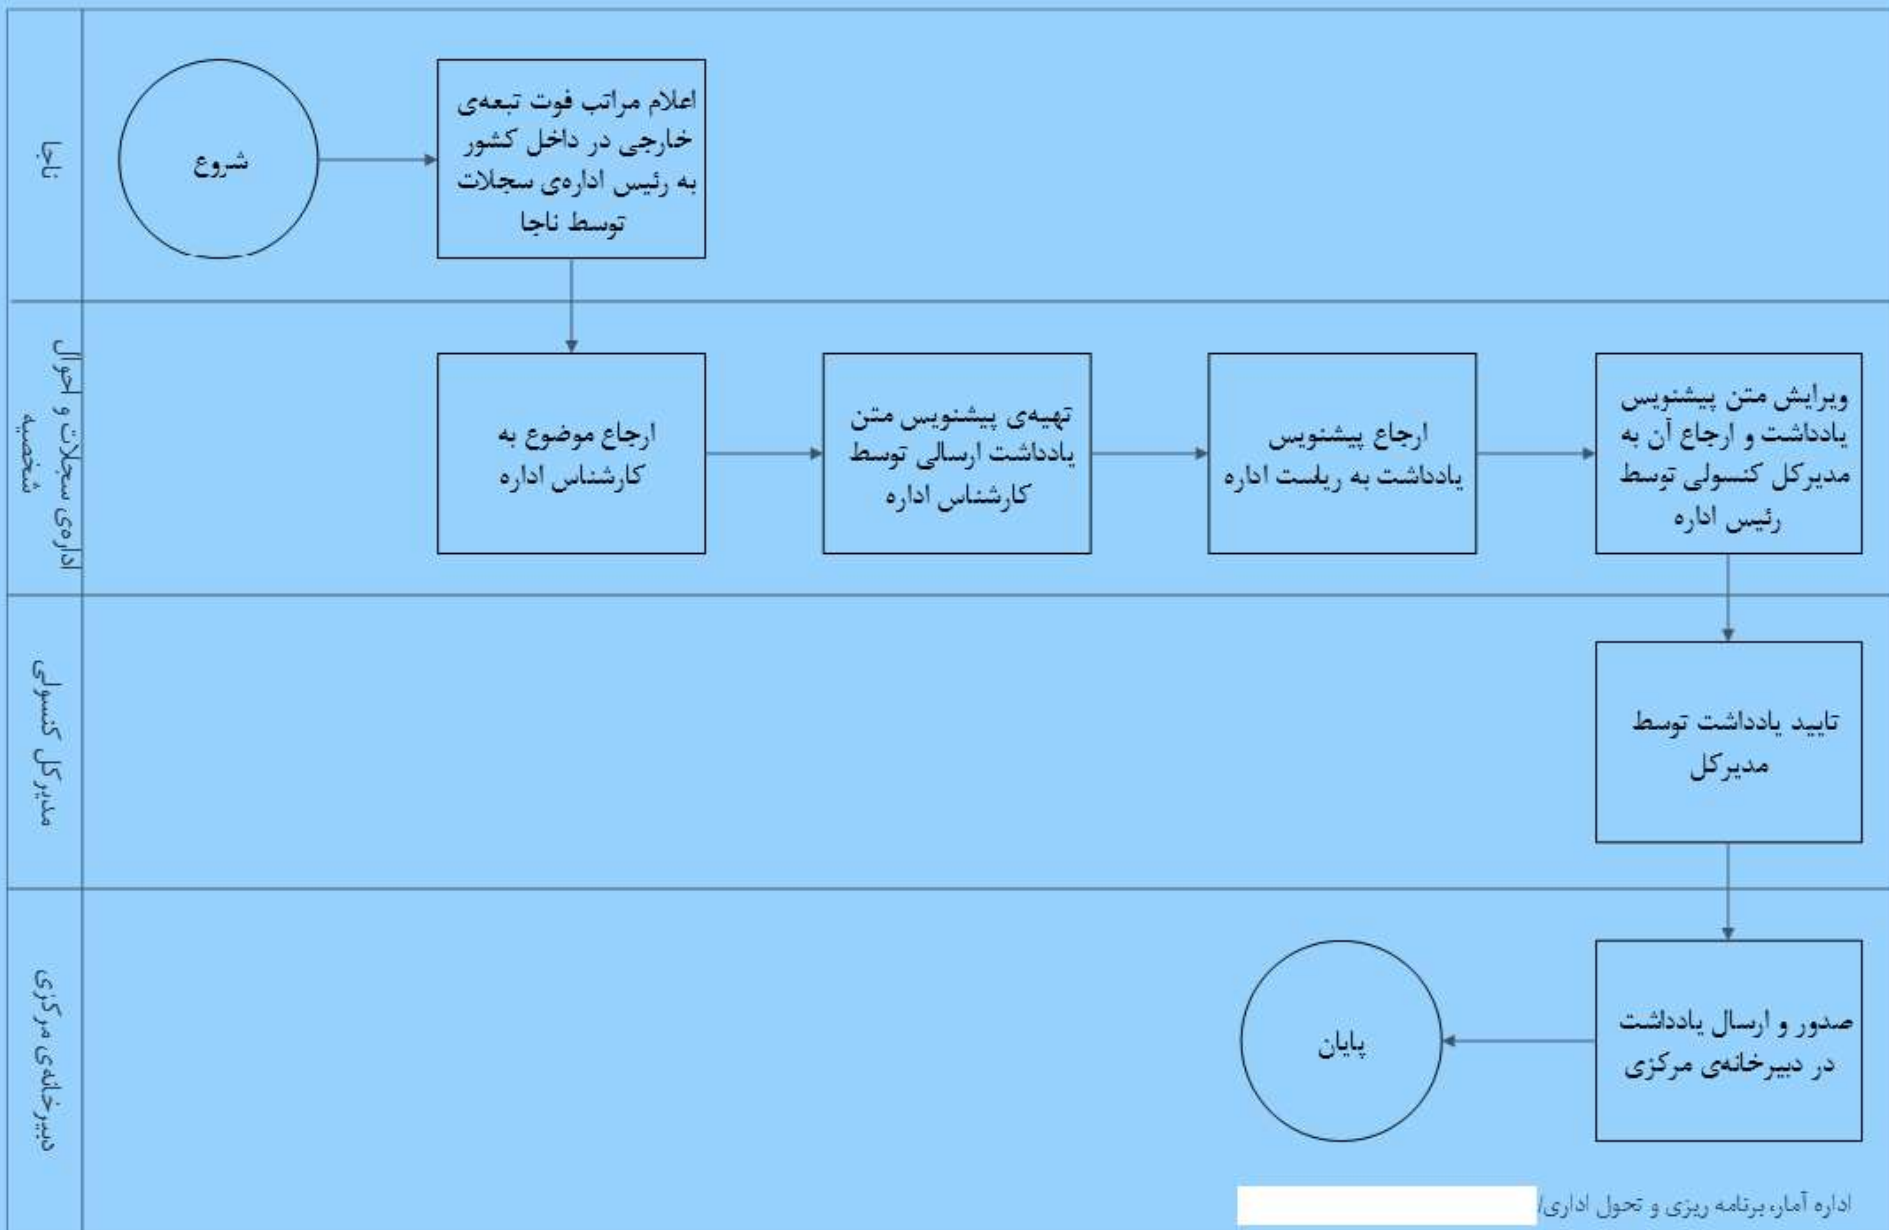 ناجا
شروع
اعلام مراتب فوت تبعه‌ی
خارجی در داخل کشور
به رئیس اداره‌ی سجلات
توسط ناجا
اداره‌ی سجلات و احوال
شخصیه
ارجاع موضوع به
کارشناس اداره
تهیه‌ی پیشنویس متن
یادداشت ارسالی توسط
کارشناس اداره
ارجاع پیشنویس
یادداشت به ریاست اداره
ویرایش متن پیشنویس
یادداشت و ارجاع آن به
مدیرکل کنسولی توسط
رئیس اداره
مدیرکل کنسولی
تایید یادداشت توسط
مدیرکل
دبیرخانه‌ی مرکزی
صدور و ارسال یادداشت
در دبیرخانه‌ی مرکزی
پایان
اداره آمار، برنامه ریزی و تحول اداری/